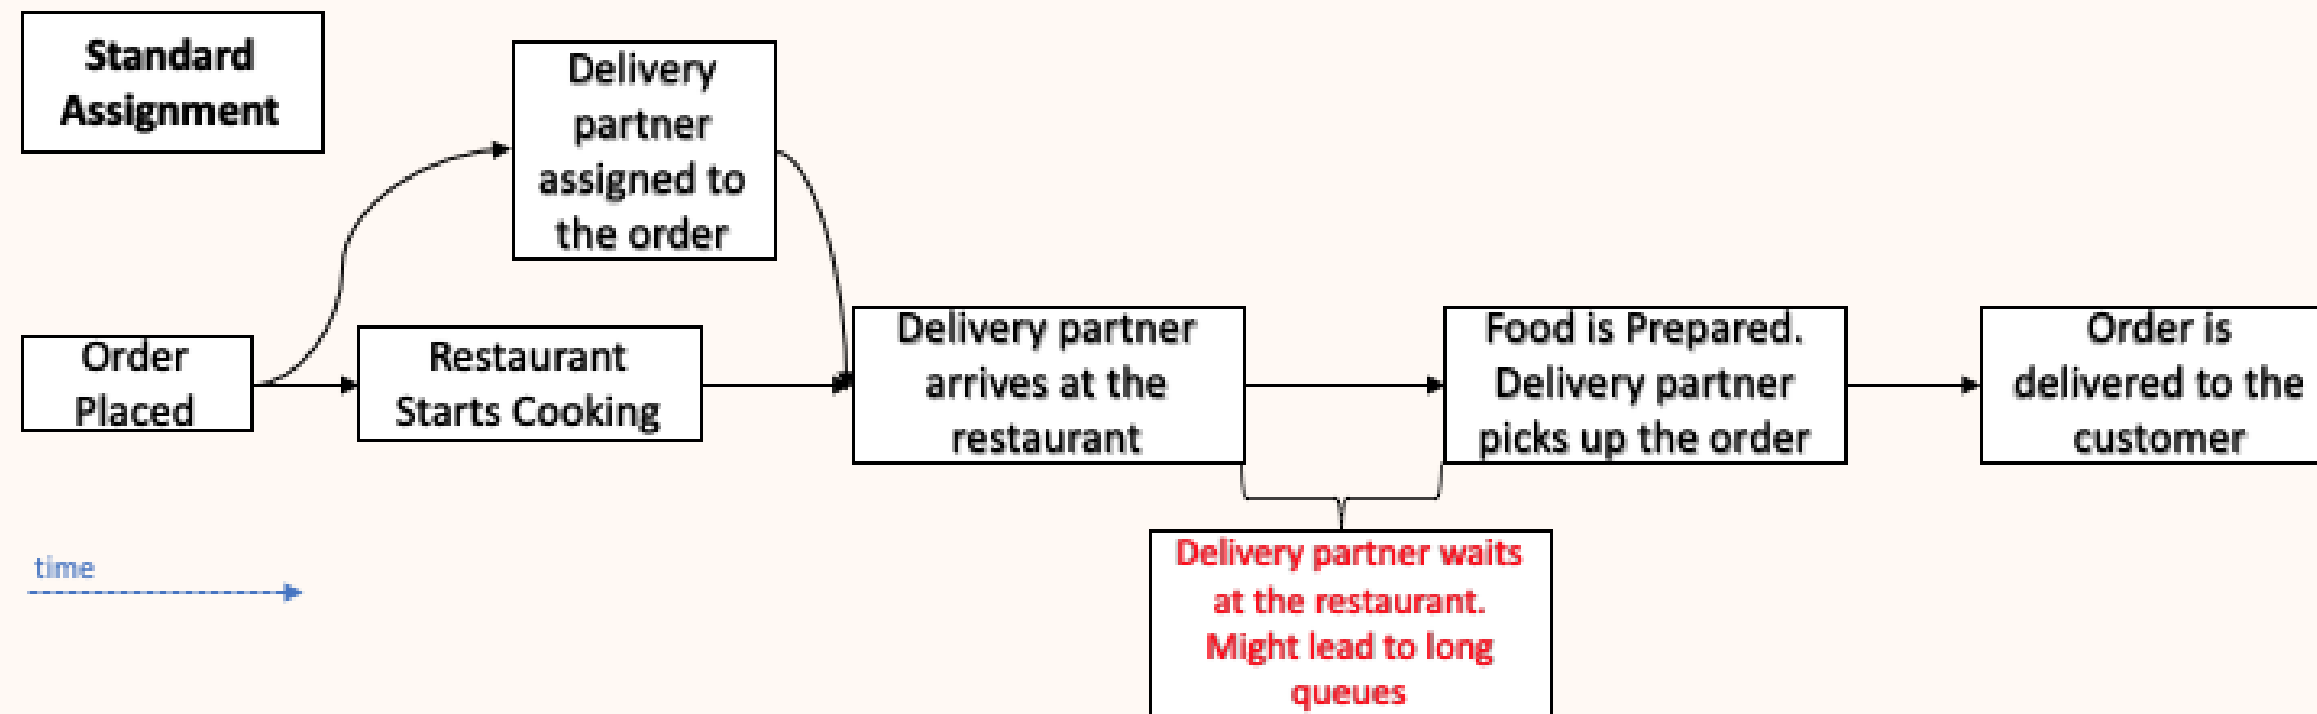 Standard
Assignment
Delivery
partner
assigned to
the order
Order
Placed
Restaurant
Starts Cooking
Delivery partner
arrives at the
restaurant
Food is Prepared.
Delivery partner
picks up the order
Order is
delivered to the
customer
time
Delivery partner waits
at the restaurant.
Might lead to long
queues